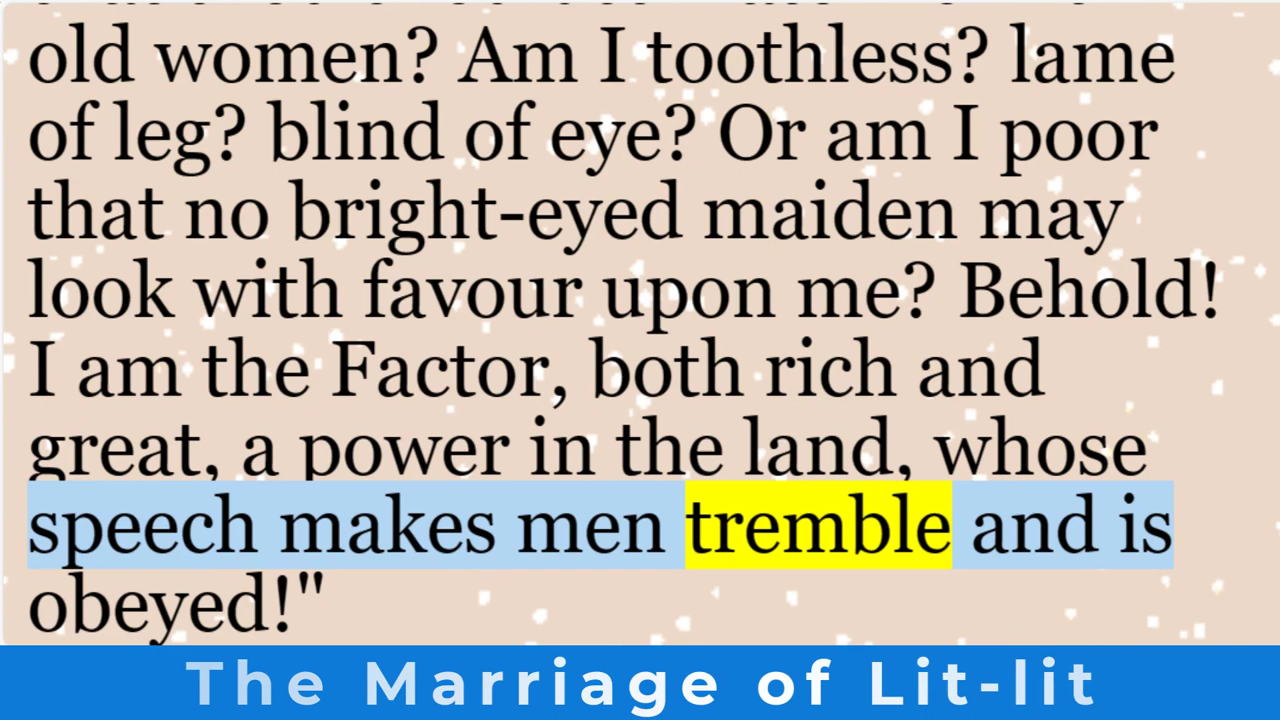 old women? Am I toothless? lame
of leg? blind of eye? Or am I poor
that no bright-eyed maiden may
look with favour upon me? Behold!
I am the Factor, both rich and
great, a power in the land, whose
speech makes men tremble and is
obeyed!"
The Marriage of Lit-lit